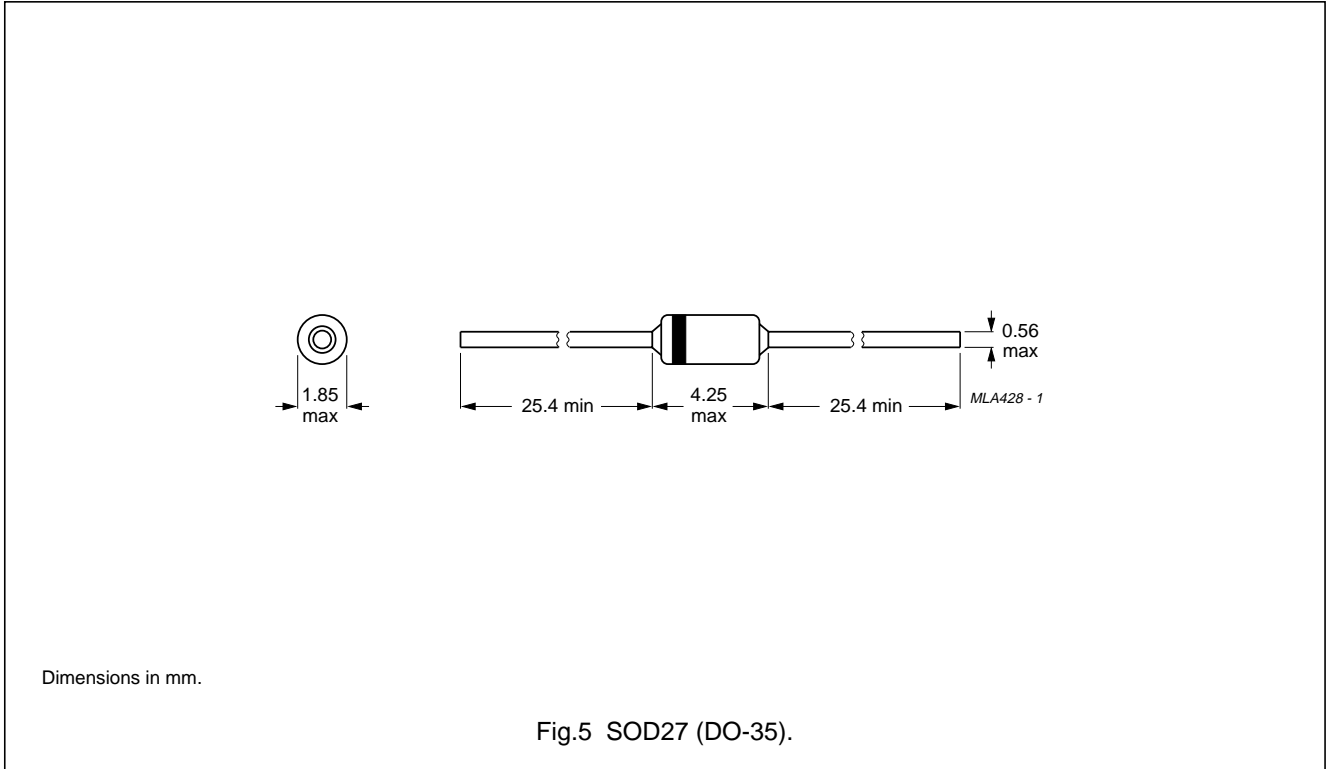 1.85
max
25.4 min
4.25
max
25.4 min
0.56
max
MLA428 - 1
Dimensions in mm.
Fig.5 SOD27 (DO-35).